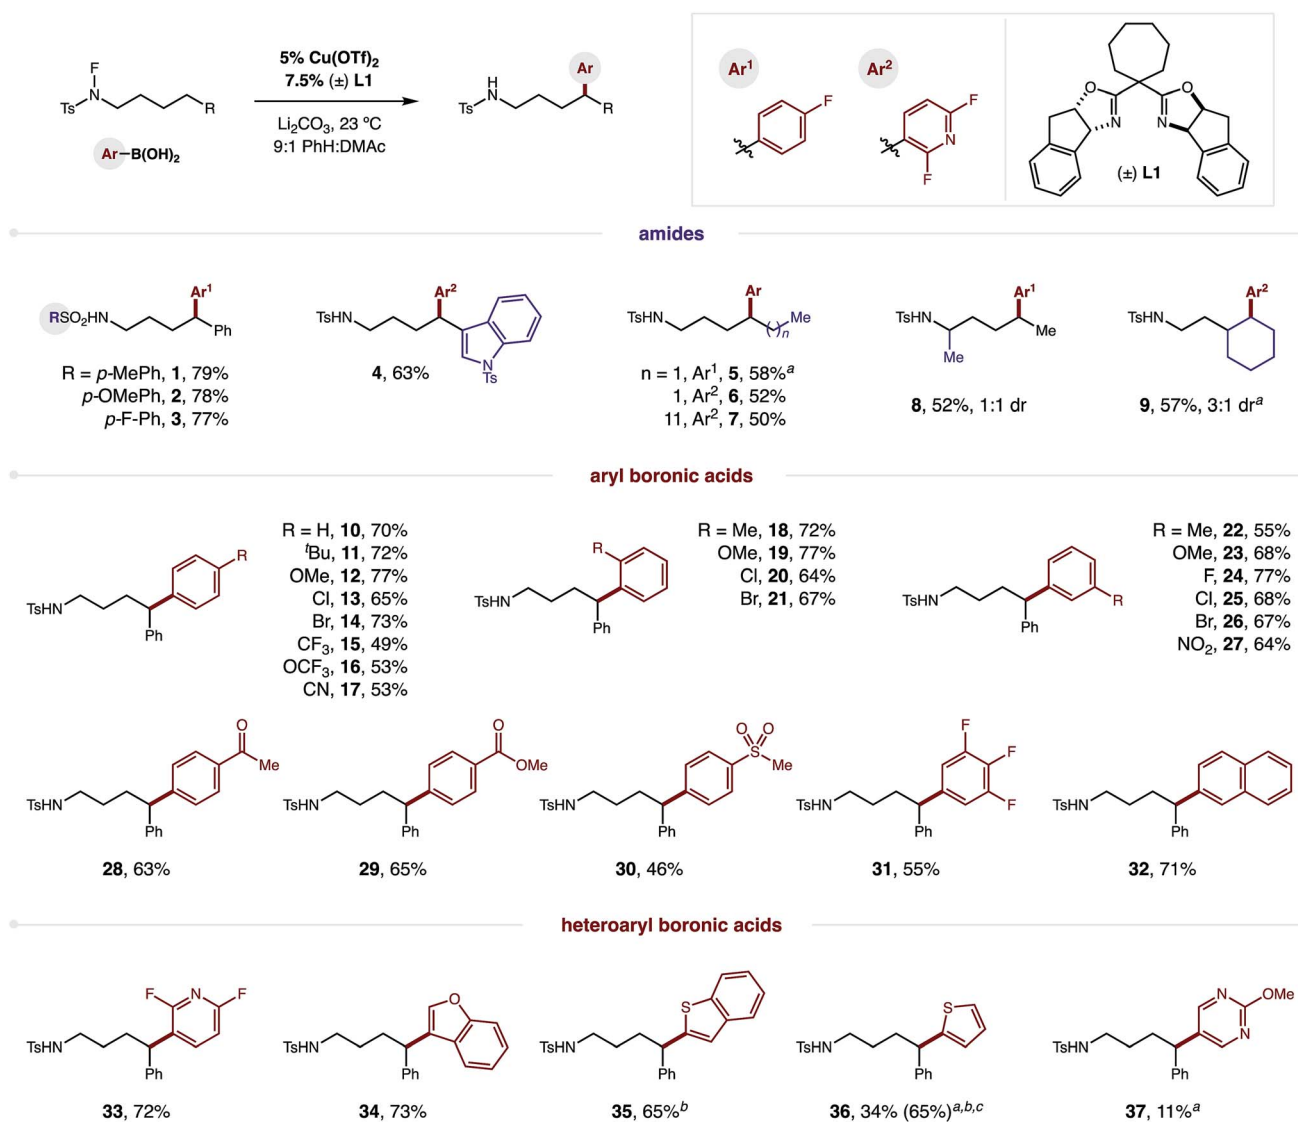 F
N
Ts
R
Ar–B(OH)2
5% Cu(OTf)2
7.5% (±) L1
Li2CO3, 23 ºC
9:1 PhH:DMAc
H
N
Ts
Ar
R
Ar1
F
Ar2
F
N
F
O
O
N
N
(±) L1
amides
RSO2HN
Ar1
Ph
R = p-MePh, 1, 79%
p-OMePh, 2, 78%
p-F-Ph, 3, 77%
TsHN
Ar2
N
Ts
4, 63%
TsHN
Ar
Me
n
n = 1, Ar1, 5, 58%a
1, Ar2, 6, 52%
11, Ar2, 7, 50%
TsHN
Ar1
Me
Me
8, 52%, 1:1 dr
TsHN
Ar2
9, 57%, 3:1 dra
aryl boronic acids
TsHN
R
Ph
R = H, 10, 70%
tBu, 11, 72%
OMe, 12, 77%
Cl, 13, 65%
Br, 14, 73%
CF3, 15, 49%
OCF3, 16, 53%
CN, 17, 53%
TsHN
R
Ph
R = Me, 18, 72%
OMe, 19, 77%
Cl, 20, 64%
Br, 21, 67%
TsHN
R
Ph
R = Me, 22, 55%
OMe, 23, 68%
F, 24, 77%
Cl, 25, 68%
Br, 26, 67%
NO2, 27, 64%
TsHN
O
Me
Ph
28, 63%
TsHN
O
OMe
Ph
29, 65%
TsHN
O O
S
Me
Ph
30, 46%
TsHN
F
F
F
Ph
31, 55%
TsHN
Ph
32, 71%
heteroaryl boronic acids
TsHN
F N F
Ph
33, 72%
TsHN
O
Ph
34, 73%
TsHN
S
Ph
35, 65%b
TsHN
S
Ph
36, 34% (65%)a,b,c
TsHN
N
OMe
N
Ph
37, 11%a